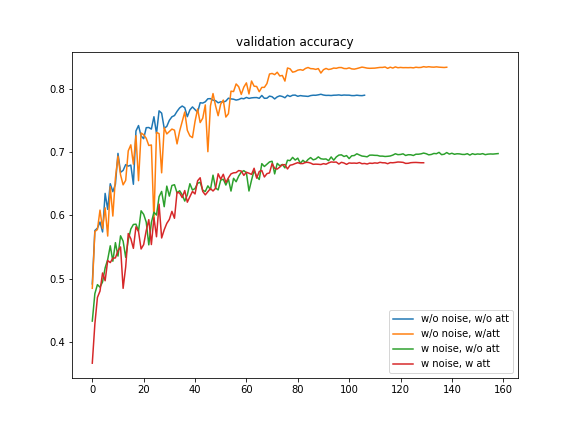 validation accuracy
0.8
0.7
0.6
0.5
0.4
0 20 40 60 80 100 120 140 160
w/o noise, w/o att
w/o noise, w/att
w noise, w/o att
w noise, w att